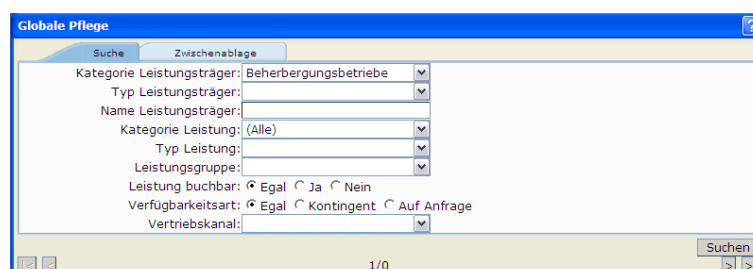 Globale Pflege ?
Suche Zwischenablage
Kategorie Leistungsträger: Beherbergungsbetriebe
Typ Leistungsträger:
Name Leistungsträger:
Kategorie Leistung: (Alle)
Typ Leistung:
Leistungsgruppe:
Leistung buchbar: Egal Ja Nein
Verfügbarkeitsart: Egal Kontingent Auf Anfrage
Vertriebskanal:
Suchen
|< < 1/0 > >